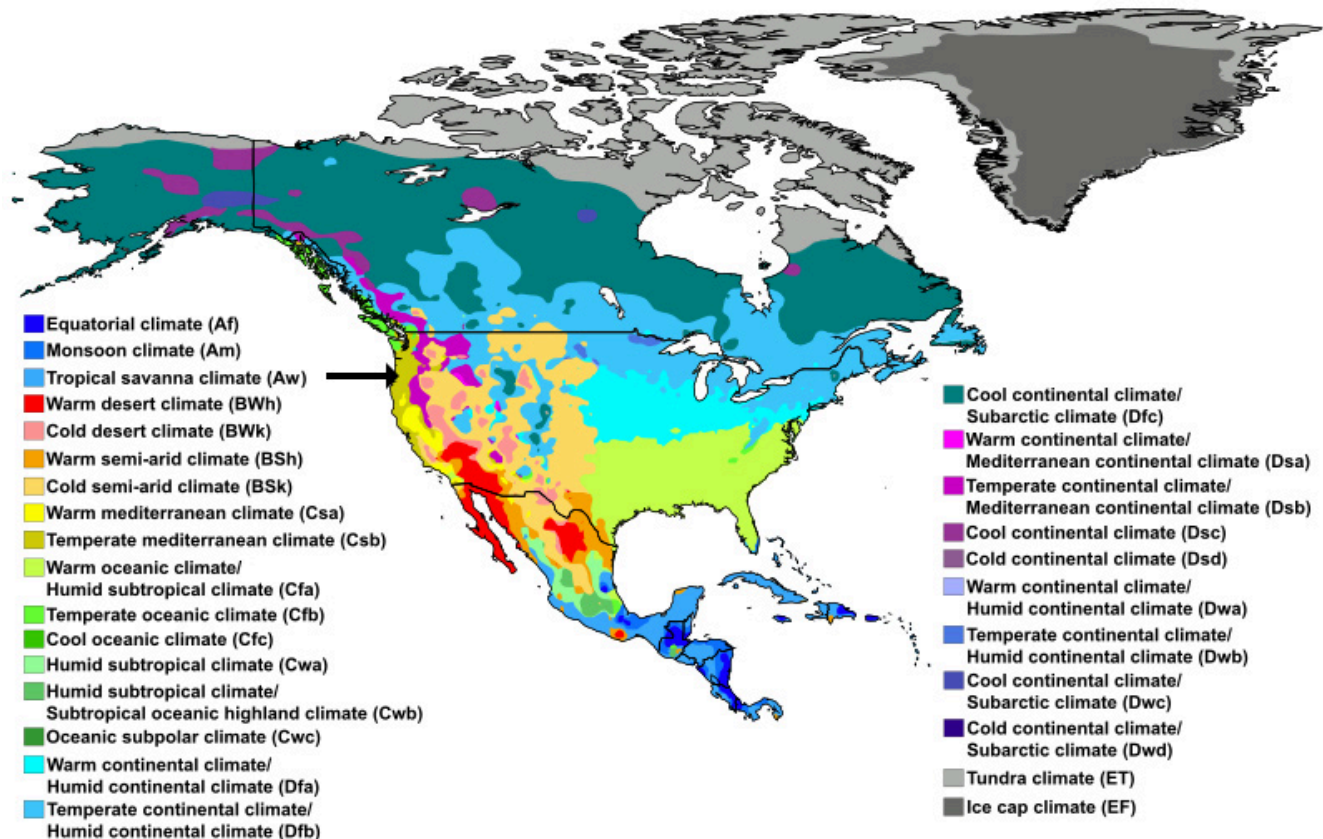 Equatorial climate (Af)
Monsoon climate (Am)
Tropical savanna climate (Aw)
Warm desert climate (BWh)
Cold desert climate (BWk)
Warm semi-arid climate (BSh)
Cold semi-arid climate (BSk)
Warm mediterranean climate (Csa)
Temperate mediterranean climate (Csb)
Warm oceanic climate/
Humid subtropical climate (Cfa)
Temperate oceanic climate (Cfb)
Cool oceanic climate (Cfc)
Humid subtropical climate (Cwa)
Humid subtropical climate/
Subtropical oceanic highland climate (Cwb)
Oceanic subpolar climate (Cwc)
Warm continental climate/
Humid continental climate (Dfa)
Temperate continental climate/
Humid continental climate (Dfb)
Cool continental climate/
Subarctic climate (Dfc)
Warm continental climate/
Mediterranean continental climate (Dsa)
Temperate continental climate/
Mediterranean continental climate (Dsb)
Cool continental climate (Dsc)
Cold continental climate (Dsd)
Warm continental climate/
Humid continental climate (Dwa)
Temperate continental climate/
Humid continental climate (Dwb)
Cool continental climate/
Subarctic climate (Dwc)
Cold continental climate/
Subarctic climate (Dwd)
Tundra climate (ET)
Ice cap climate (EF)